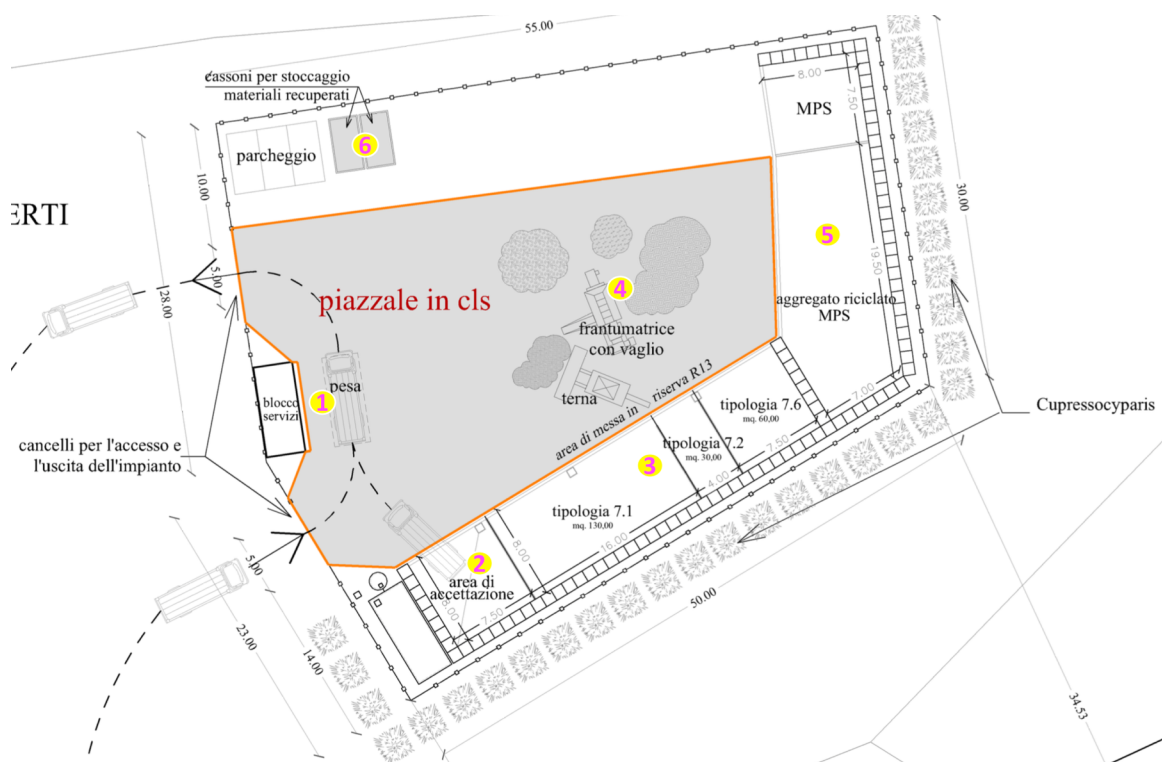 55.00
cassoni per stoccaggio
materiali recuperati
6
parcheggio
10.00
ERTI
5.00
28.00
piazzale in cls
8.00
7.50
MPS
30.00
5
19.50
aggregato riciclato
MPS
4
frantumatrice
con vaglio
terna
area di messa in riserva R13
pesa
1
blocco
servizi
cancelli per l'accesso e
l'uscita dell'impianto
7.00
Cupressocyparis
tipologia 7.6
mq. 60,00
7.50
tipologia 7.2
mq. 30,00
4.00
3
tipologia 7.1
mq. 130,00
16.00
8.00
2
area di
accettazione
8.00
7.50
5.00
23.00
14.00
50.00
34.53